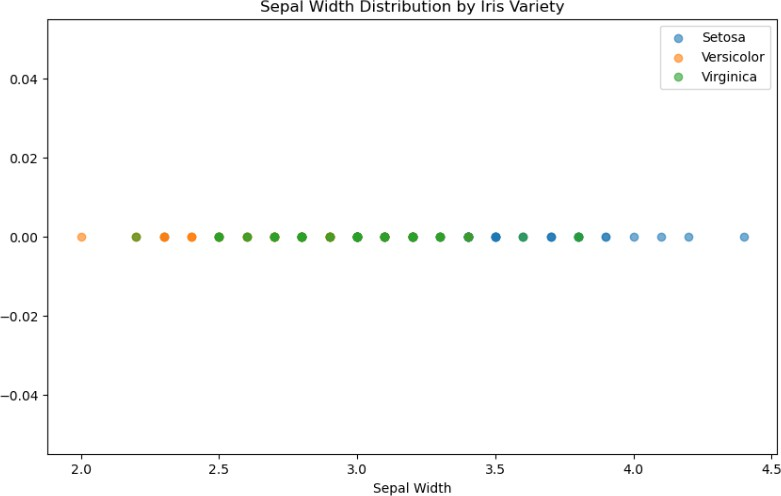 Sepal Width Distribution by Iris Variety
Setosa
Versicolor
Virginica
0.04
0.02
0.00
−0.02
−0.04
2.0 2.5 3.0 3.5 4.0 4.5
Sepal Width